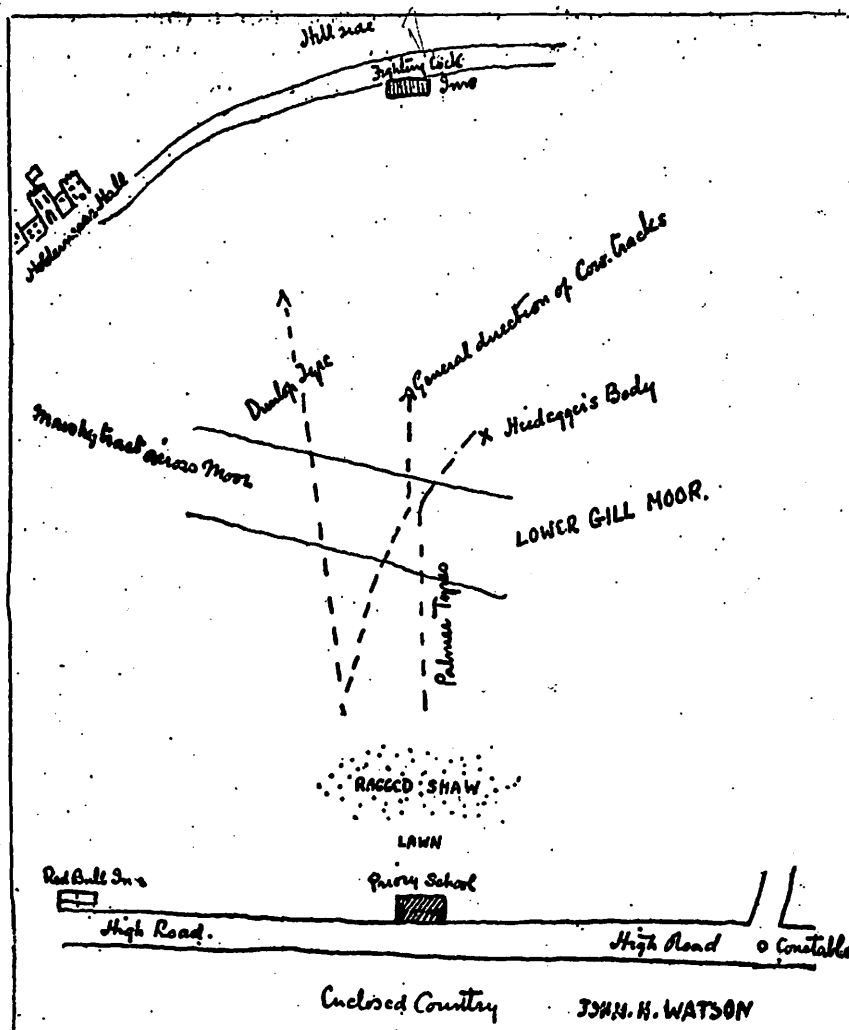 Hill side
Fighting Cock
Inn
Holdernesse Hall
General direction of Cow-tracks
Dunlop Tyre
Heidegger's Body
Marshy tract across Moor
LOWER GILL MOOR.
Palmer Tyres
RAGGED SHAW
LAWN
Red Bull Inn
Priory School
High Road.
High Road
Constable
Enclosed Country
JOHN. H. WATSON